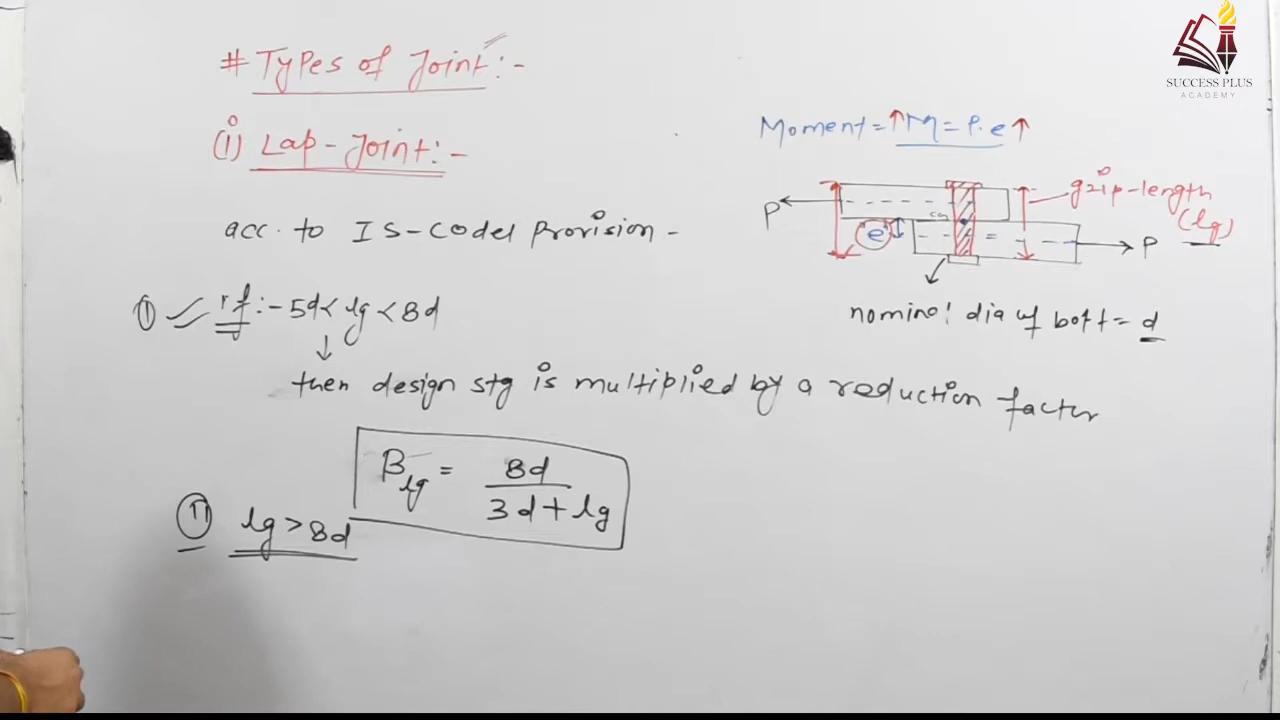 # Types of Joint:-
(i) Lap-Joint:-
acc. to IS-Codel Provision -
(I) if :- 5d < lg < 8d
then design stg is multiplied by a reduction factor
βlg = 8d / 3d + lg
(II) lg > 8d
Moment = ↑ M = P.e ↑
grip-length
(lg)
P
P
e
CG
nominal dia of bolt = d
SUCCESS PLUS
ACADEMY